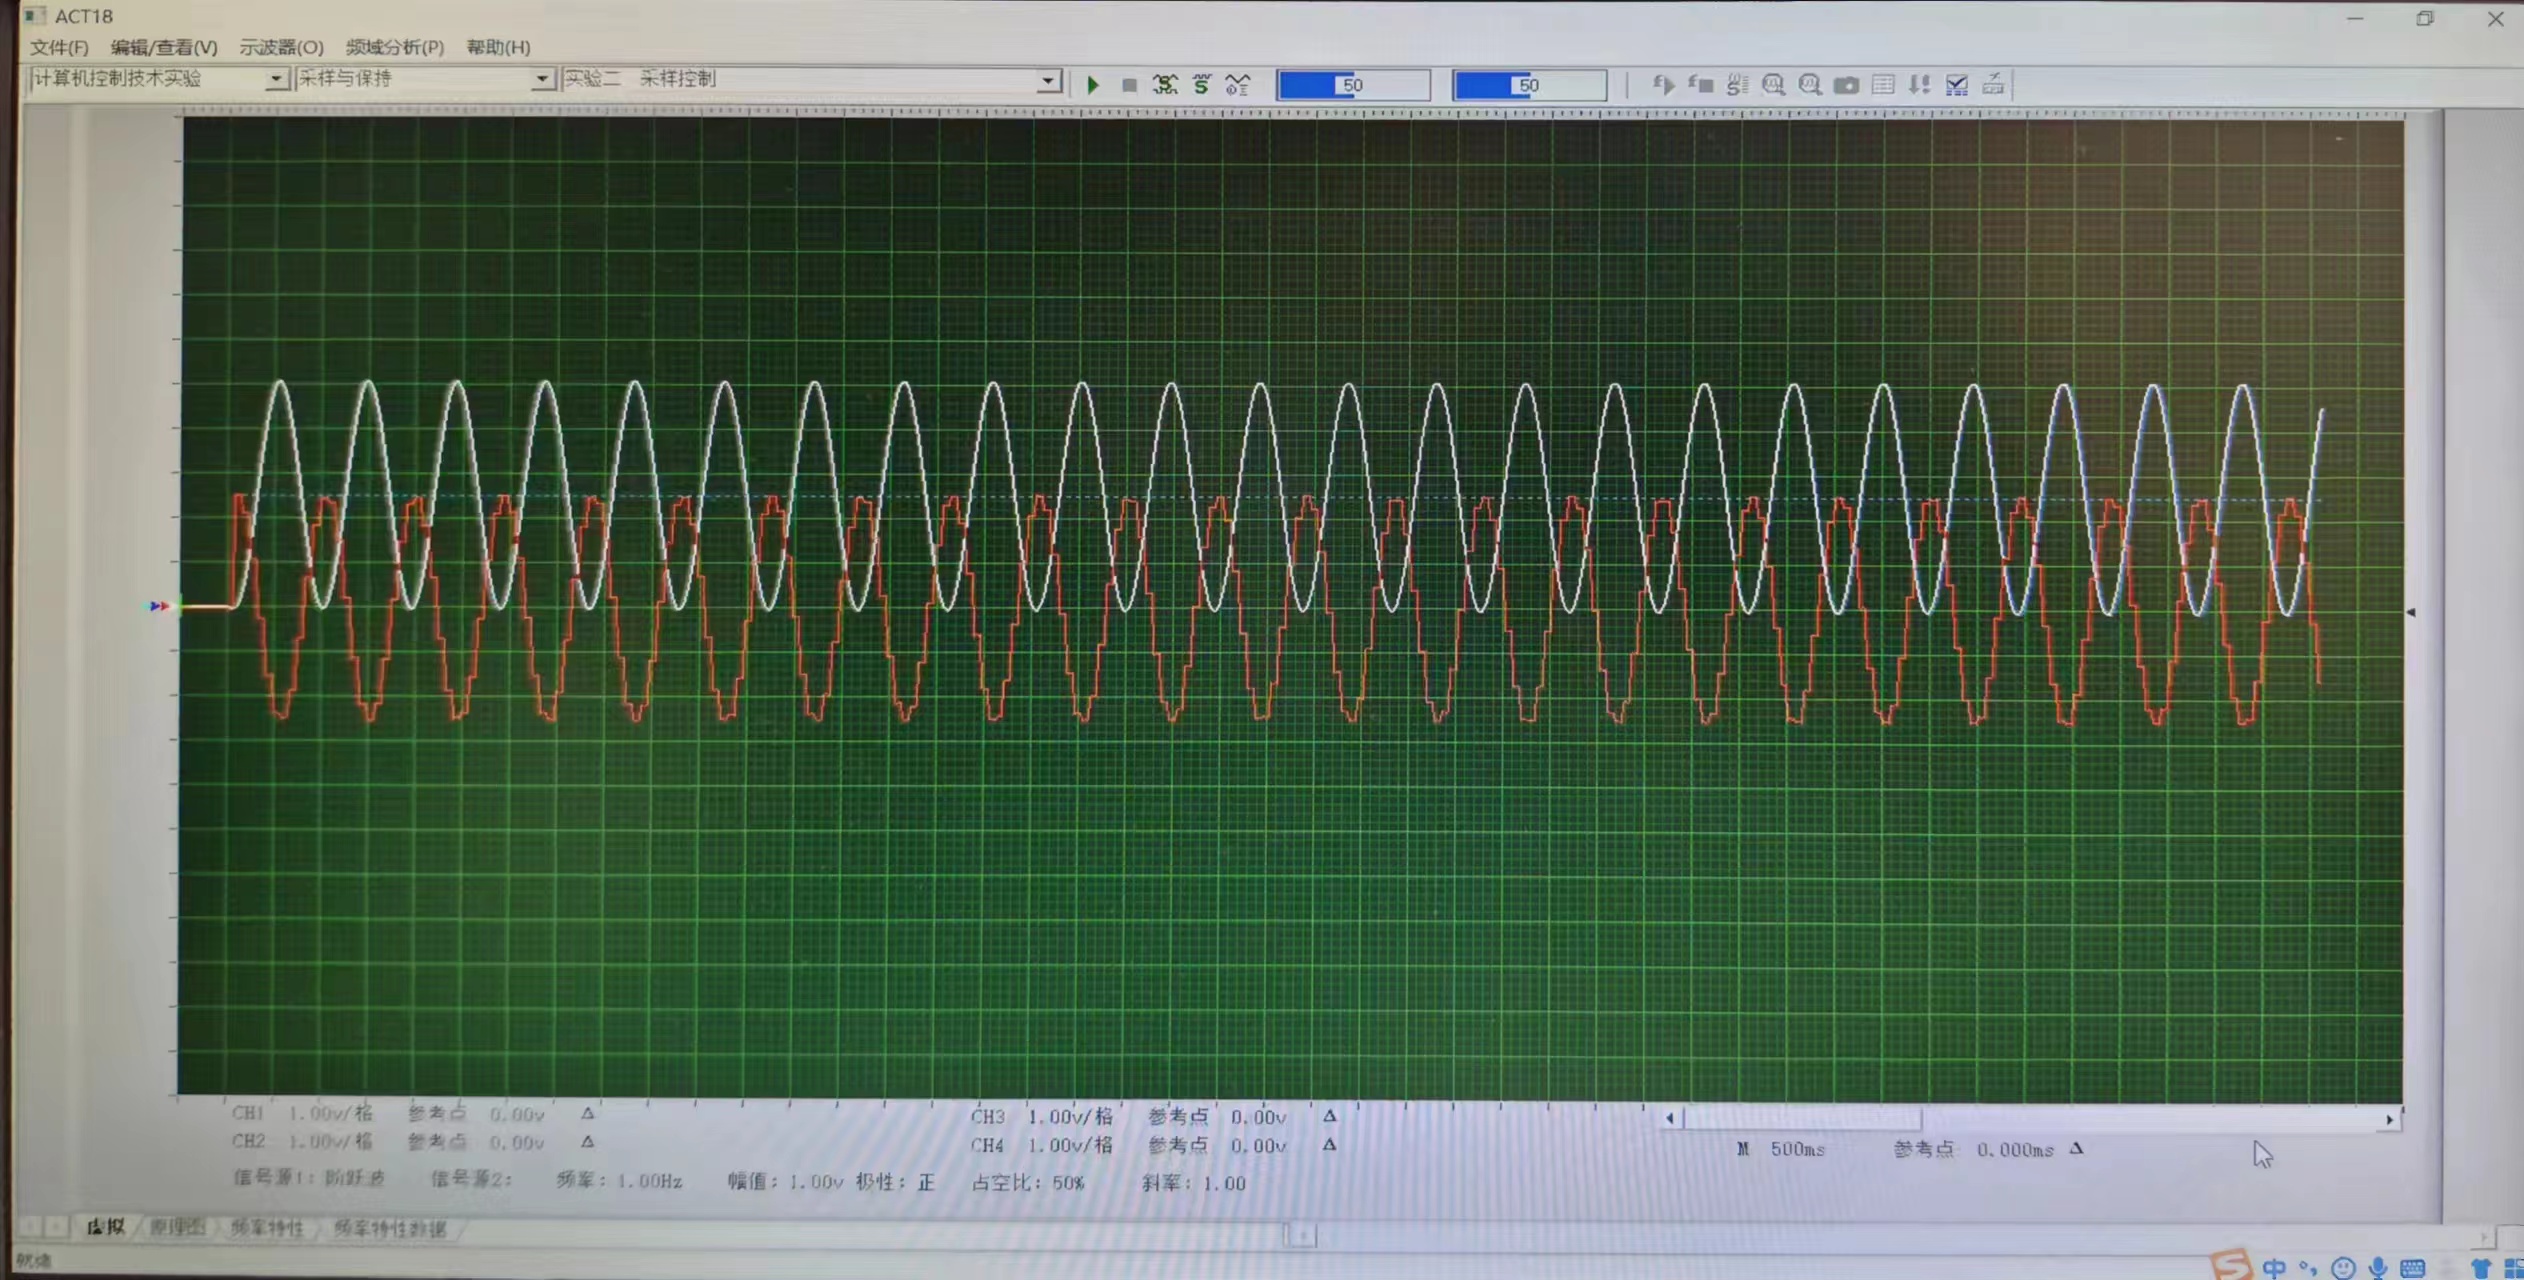 ACT18
文件(F) 编辑/查看(V) 示波器(O) 频域分析(P) 帮助(H)
计算机控制技术实验 采样与保持 实验二 采样控制 50 50
CH1 1.00v/格 参考点 0.00v Δ CH3 1.00v/格 参考点 0.00v Δ
CH2 1.00v/格 参考点 0.00v Δ CH4 1.00v/格 参考点 0.00v Δ M 500ms 参考点 0.000ms Δ
信号源1: 阶跃波 信号源2: 频率: 1.00Hz 幅值: 1.00v 极性: 正 占空比: 50% 斜率: 1.00
虚拟 原理图 频率特性 频率特性数据
就绪 中